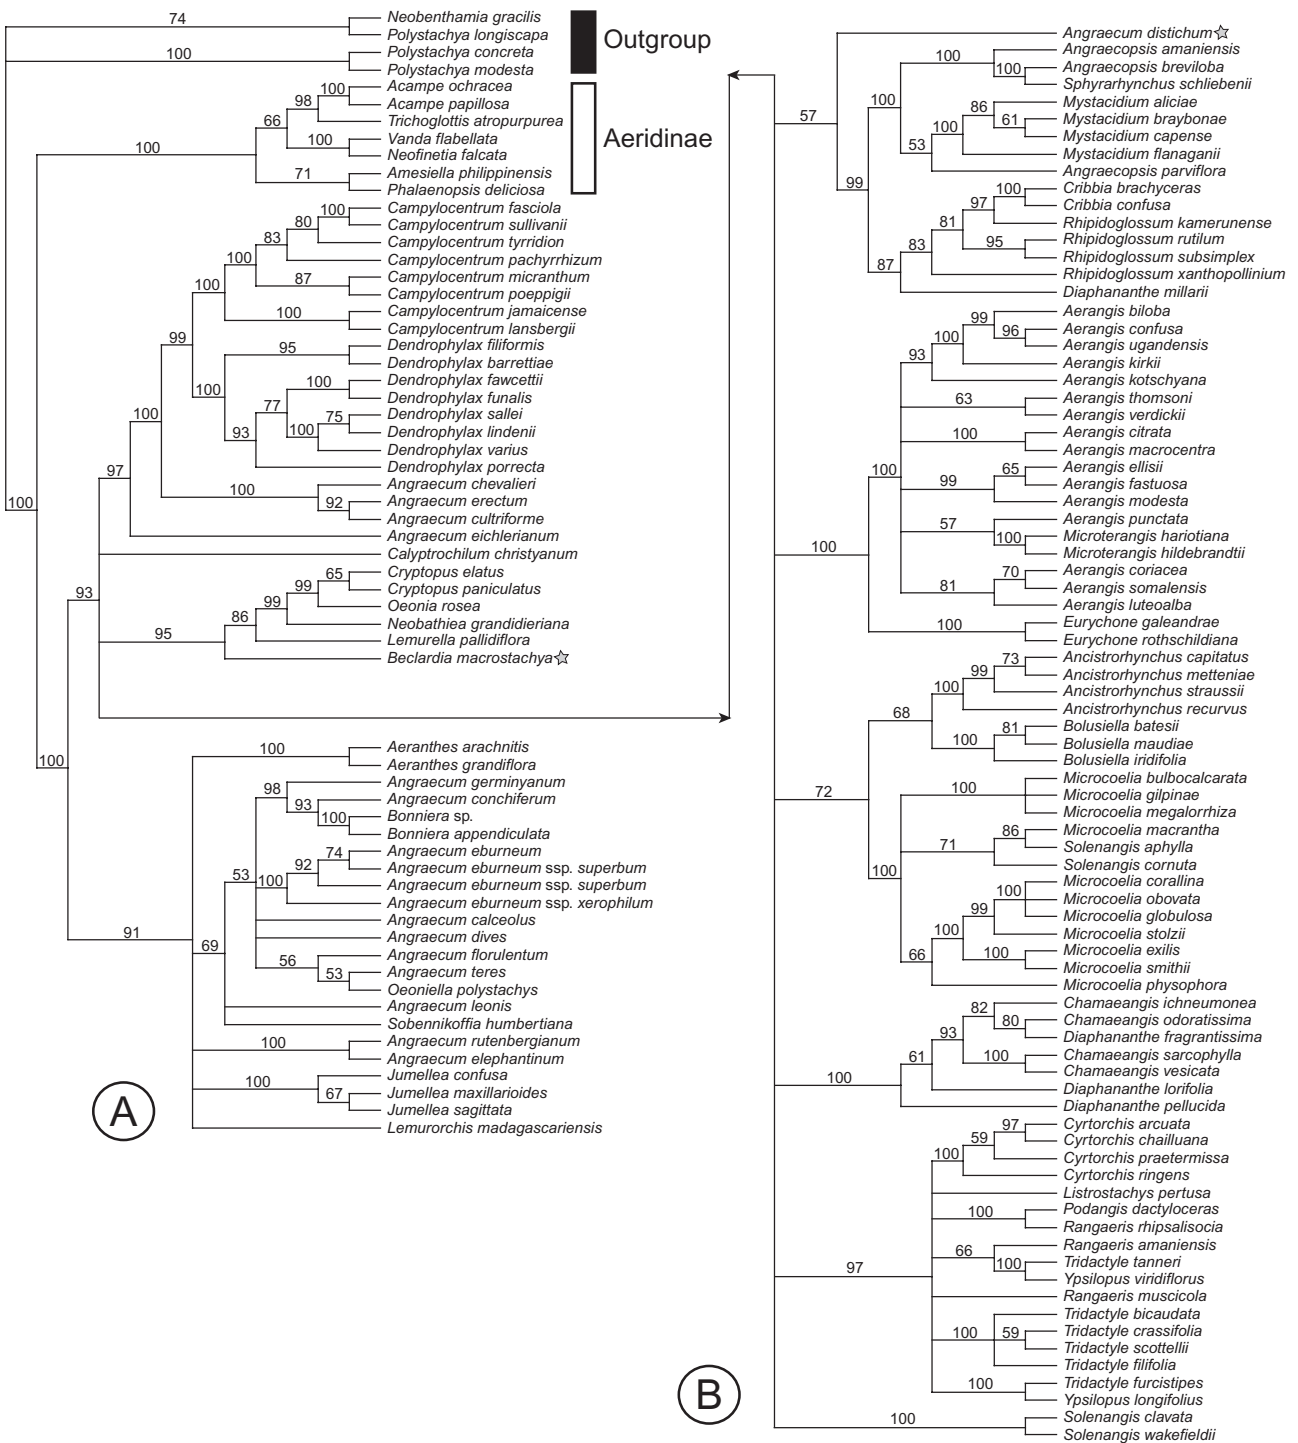 74
Neobenthamia gracilis
Polystachya longiscapa
100
Polystachya concreta
Polystachya modesta
Outgroup
100
100
98
66
100
71
Acampe ochracea
Acampe papillosa
Trichoglottis atropurpurea
Vanda flabellata
Neofinetia falcata
Amesiella philippinensis
Phalaenopsis deliciosa
Aeridinae
100
80
83
100
87
100
100
Campylocentrum fasciola
Campylocentrum sullivanii
Campylocentrum tyrridion
Campylocentrum pachyrrhizum
Campylocentrum micranthum
Campylocentrum poeppigii
Campylocentrum jamaicense
Campylocentrum lansbergii
99
95
100
100
77
75
100
93
Dendrophylax filiformis
Dendrophylax barrettiae
Dendrophylax fawcettii
Dendrophylax funalis
Dendrophylax sallei
Dendrophylax lindenii
Dendrophylax varius
Dendrophylax porrecta
100
97
100
92
100
Angraecum chevalieri
Angraecum erectum
Angraecum cultriforme
Angraecum eichlerianum
Calyptrochilum christyanum
93
65
99
99
86
95
Cryptopus elatus
Cryptopus paniculatus
Oeonia rosea
Neobathiea grandidieriana
Lemurella pallidiflora
Beclardia macrostachya
100
100
Aeranthes arachnitis
Aeranthes grandiflora
98
93
100
Angraecum germinyanum
Angraecum conchiferum
Bonniera sp.
Bonniera appendiculata
74
92
100
53
Angraecum eburneum
Angraecum eburneum ssp. superbum
Angraecum eburneum ssp. superbum
Angraecum eburneum ssp. xerophilum
Angraecum calceolus
Angraecum dives
91
69
56
53
Angraecum florulentum
Angraecum teres
Oeoniella polystachys
Angraecum leonis
Sobennikoffia humbertiana
100
Angraecum rutenbergianum
Angraecum elephantinum
100
67
Jumellea confusa
Jumellea maxillarioides
Jumellea sagittata
Lemurorchis madagascariensis
A
57
Angraecum distichum
100
100
100
86
61
100
53
99
Angraecopsis amaniensis
Angraecopsis breviloba
Sphyrarhynchus schliebenii
Mystacidium aliciae
Mystacidium braybonae
Mystacidium capense
Mystacidium flanaganii
Angraecopsis parviflora
100
97
81
95
83
87
Cribbia brachyceras
Cribbia confusa
Rhipidoglossum kamerunense
Rhipidoglossum rutilum
Rhipidoglossum subsimplex
Rhipidoglossum xanthopollinium
Diaphananthe millarii
99
96
100
93
63
100
100
65
99
57
100
70
81
100
100
Aerangis biloba
Aerangis confusa
Aerangis ugandensis
Aerangis kirkii
Aerangis kotschyana
Aerangis thomsoni
Aerangis verdickii
Aerangis citrata
Aerangis macrocentra
Aerangis ellisii
Aerangis fastuosa
Aerangis modesta
Aerangis punctata
Microterangis hariotiana
Microterangis hildebrandtii
Aerangis coriacea
Aerangis somalensis
Aerangis luteoalba
Eurychone galeandrae
Eurychone rothschildiana
73
99
100
68
81
100
72
Ancistrorhynchus capitatus
Ancistrorhynchus metteniae
Ancistrorhynchus straussii
Ancistrorhynchus recurvus
Bolusiella batesii
Bolusiella maudiae
Bolusiella iridifolia
100
86
71
100
100
99
100
100
66
Microcoelia bulbocalcarata
Microcoelia gilpinae
Microcoelia megalorrhiza
Microcoelia macrantha
Solenangis aphylla
Solenangis cornuta
Microcoelia corallina
Microcoelia obovata
Microcoelia globulosa
Microcoelia stolzii
Microcoelia exilis
Microcoelia smithii
Microcoelia physophora
82
80
93
100
61
100
Chamaeangis ichneumonea
Chamaeangis odoratissima
Diaphananthe fragrantissima
Chamaeangis sarcophylla
Chamaeangis vesicata
Diaphananthe lorifolia
Diaphananthe pellucida
97
59
100
100
66
100
97
100
59
100
Cyrtorchis arcuata
Cyrtorchis chailluana
Cyrtorchis praetermissa
Cyrtorchis ringens
Listrostachys pertusa
Podangis dactyloceras
Rangaeris rhipsalisocia
Rangaeris amaniensis
Tridactyle tanneri
Ypsilopus viridiflorus
Rangaeris muscicola
Tridactyle bicaudata
Tridactyle crassifolia
Tridactyle scottellii
Tridactyle filifolia
Tridactyle furcistipes
Ypsilopus longifolius
100
Solenangis clavata
Solenangis wakefieldii
B